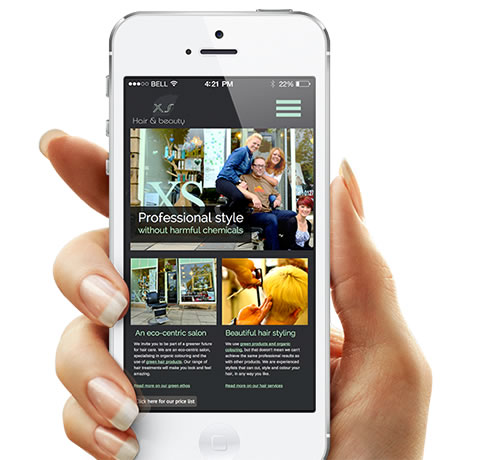 BELL 4:21 PM 22%
XS
Hair & beauty
XS
Professional style
without harmful chemicals
An eco-centric salon
We invite you to be part of a greener future
for hair care. We are an eco-centric salon,
specialising in organic colouring and the
use of green hair products. Our range of
hair treatments will make you look and feel
amazing.
Read more on our green ethos
Click here for our price list
Beautiful hair styling
We use green products and organic
colouring, but that doesn't mean we can't
achieve the same professional results as
with other products. We are experienced
stylists that can cut, style and colour your
hair, in any way you like.
Read more on our hair services